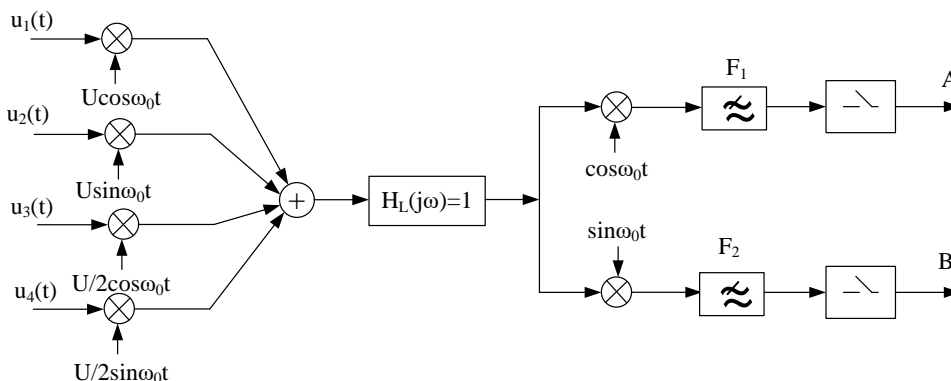 u1(t)
Ucosω0t
u2(t)
Usinω0t
u3(t)
U/2cosω0t
u4(t)
U/2sinω0t
+
HL(jω)=1
cosω0t
F1
A
sinω0t
F2
B